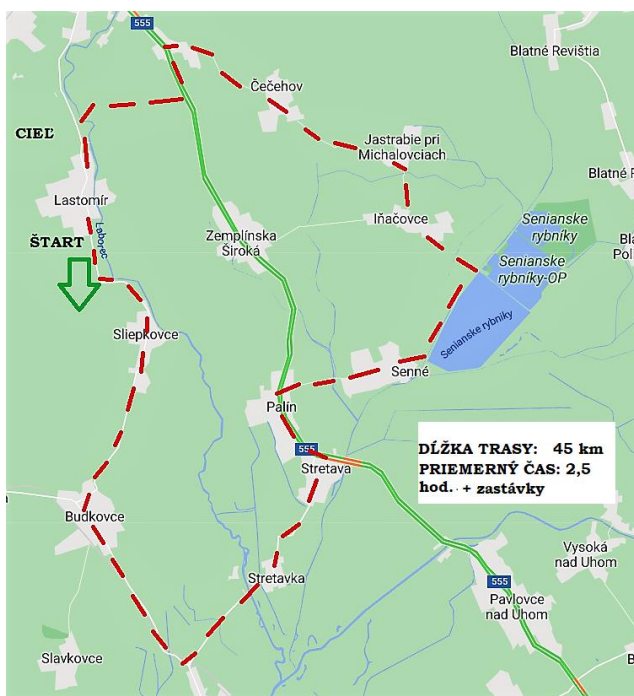 555
Blatné Revištia
Čečehov
CIEĽ
Jastrabie pri
Michalovciach
Blatné R
Lastomír
Iňačovce
Senianske
rybníky
ŠTART
Laborec
Zemplínska
Široká
Senianske
rybníky-OP
Bla
Pol
Senianske rybníky
Sliepkovce
Senné
Palín
DĹŽKA TRASY: 45 km
PRIEMERNÝ ČAS: 2,5
hod. + zastávky
555
Stretava
Budkovce
Vysoká
nad Uhom
Stretavka
555
Pavlovce
nad Uhom
Slavkovce
B